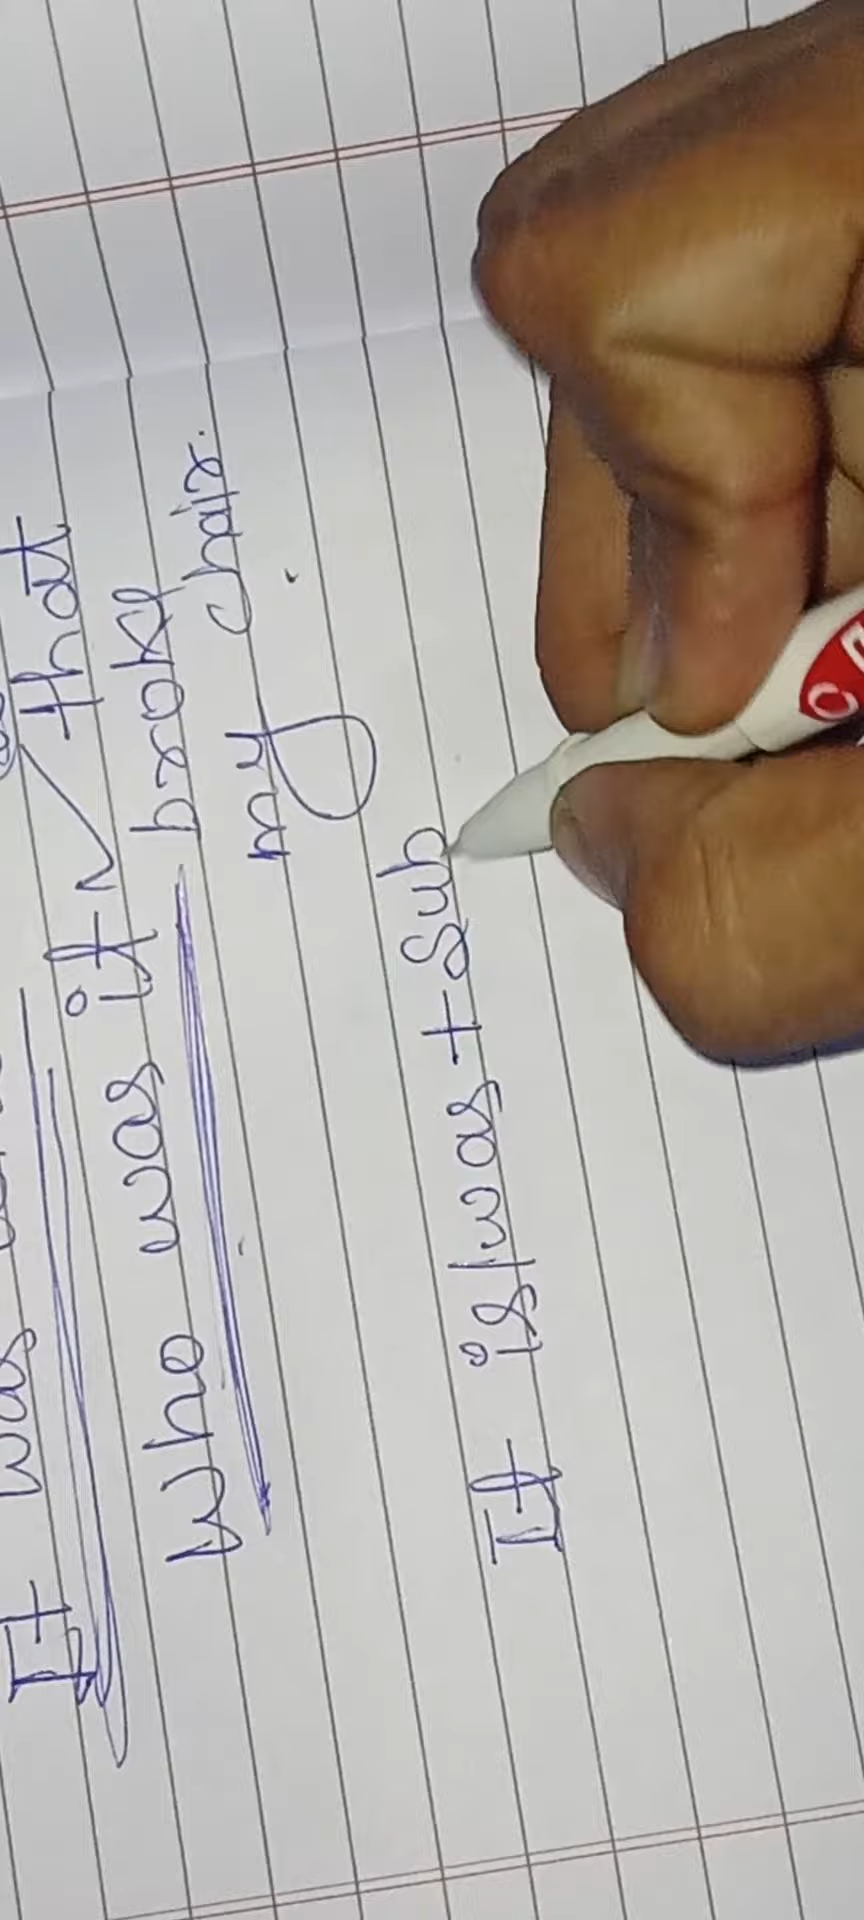 It was that
Who was it broke
my chair.
It is/was + sub